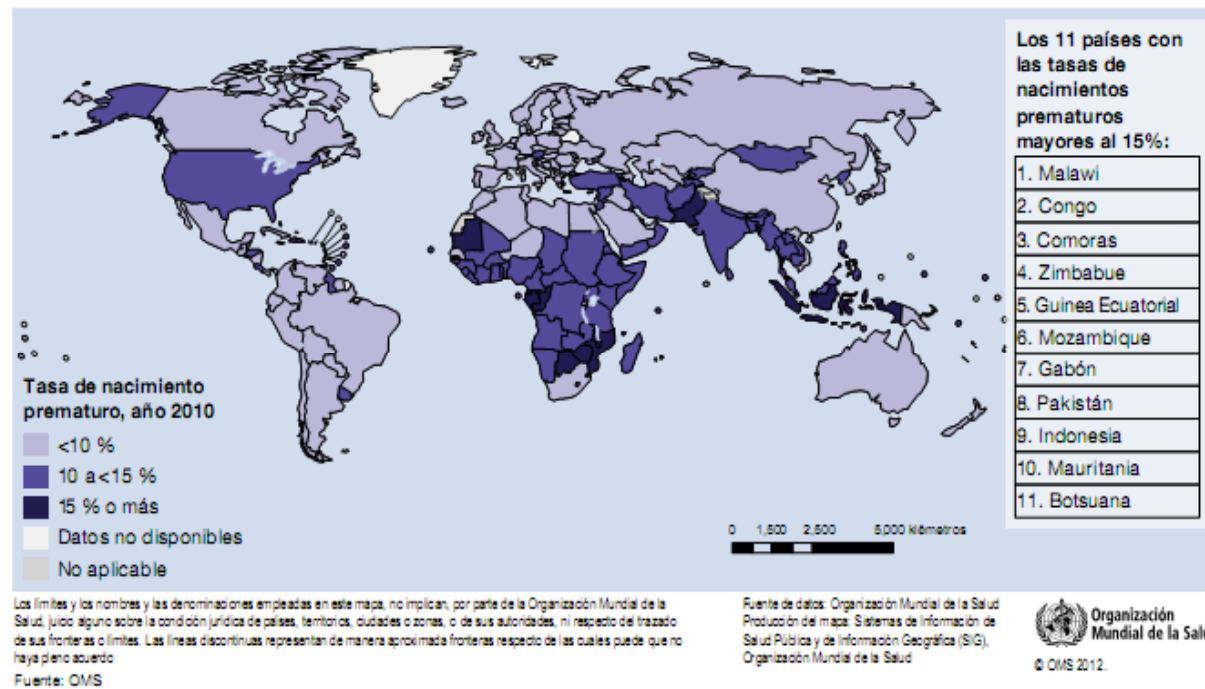 Los 11 países con
las tasas de
nacimientos
prematuros
mayores al 15%:
1. Malawi
2. Congo
3. Comoras
4. Zimbabue
5. Guinea Ecuatorial
6. Mozambique
7. Gabón
8. Pakistán
9. Indonesia
10. Mauritania
11. Botsuana
Tasa de nacimiento
prematuro, año 2010
<10 %
10 a<15 %
15 % o más
Datos no disponibles
No aplicable
0 1,500 2,500 5,000 kilómetros
Los límites y los nombres y las denominaciones empleadas en este mapa, no implican, por parte de la Organización Mundial de la
Salud, juicio alguno sobre la condición jurídica de países, territorios, ciudades o zonas, o de sus autoridades, ni respecto del trazado
de sus fronteras o límites. Las líneas discontinuas representan de manera aproximada fronteras respecto de las cuales puede que no
haya pleno acuerdo
Fuente: OMS
Fuente de datos: Organización Mundial de la Salud
Producción del mapa: Sistemas de Información de
Salud Pública y de Información Geográfica (SIG),
Organización Mundial de la Salud
Organización
Mundial de la Salu
© OMS 2012.